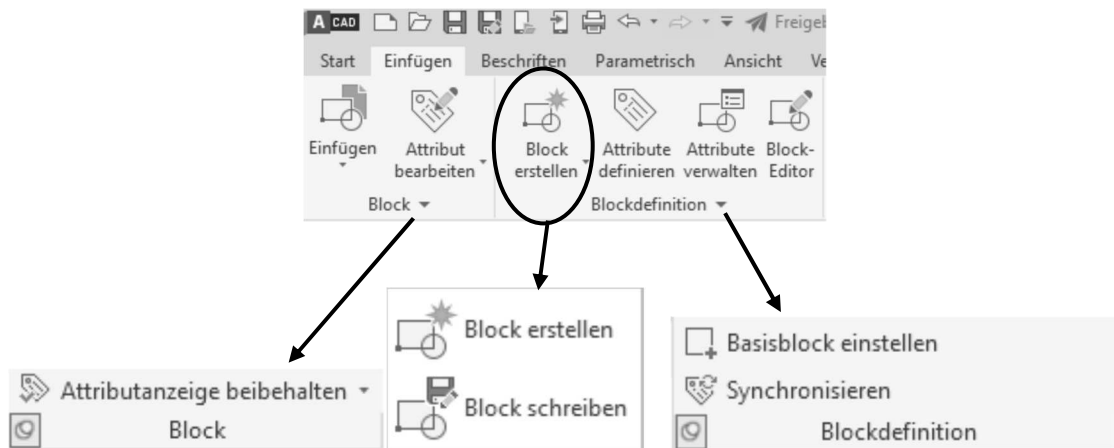 A CAD Freigeb
Start Einfügen Beschriften Parametrisch Ansicht Ve
Einfügen Attribut bearbeiten Block erstellen Attribute definieren Attribute verwalten Block-Editor
Block Blockdefinition
Attributanzeige beibehalten
Block
Block erstellen
Block schreiben
Basisblock einstellen
Synchronisieren
Blockdefinition